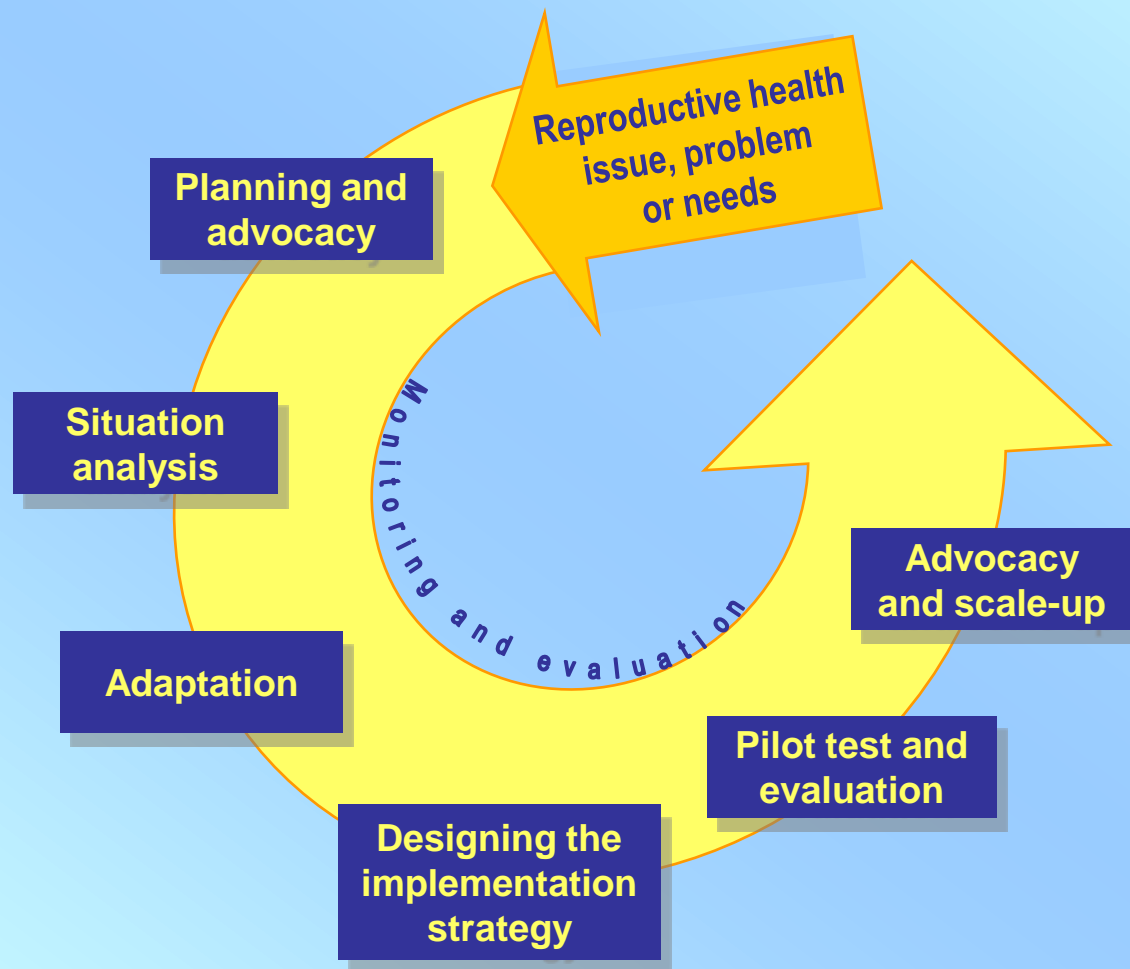 Reproductive health
issue, problem
or needs
Planning and
advocacy
Situation
analysis
Adaptation
Designing the
implementation
strategy
Pilot test and
evaluation
Advocacy
and scale-up
Monitoring and evaluation